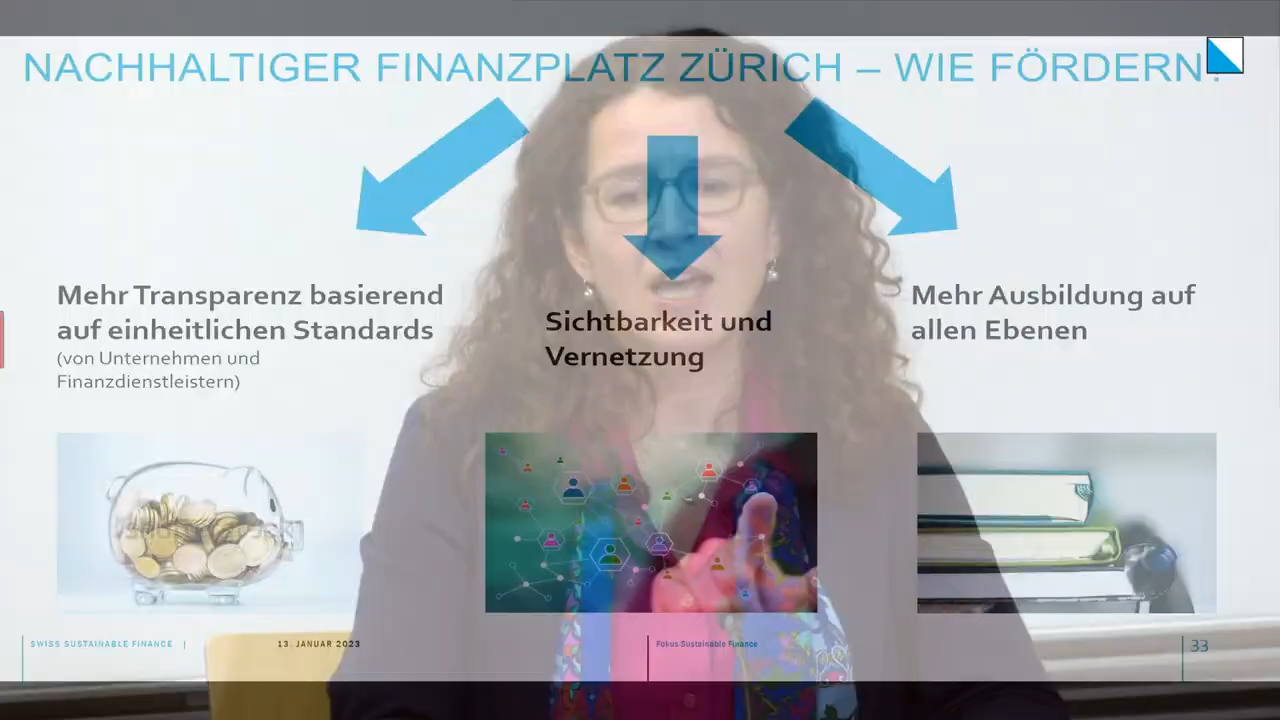 NACHHALTIGER FINANZPLATZ ZÜRICH – WIE FÖRDERN?
Mehr Transparenz basierend
auf einheitlichen Standards
(von Unternehmen und
Finanzdienstleistern)
Sichtbarkeit und
Vernetzung
Mehr Ausbildung auf
allen Ebenen
SWISS SUSTAINABLE FINANCE |
13. JANUAR 2023
Fokus Sustainable Finance
33